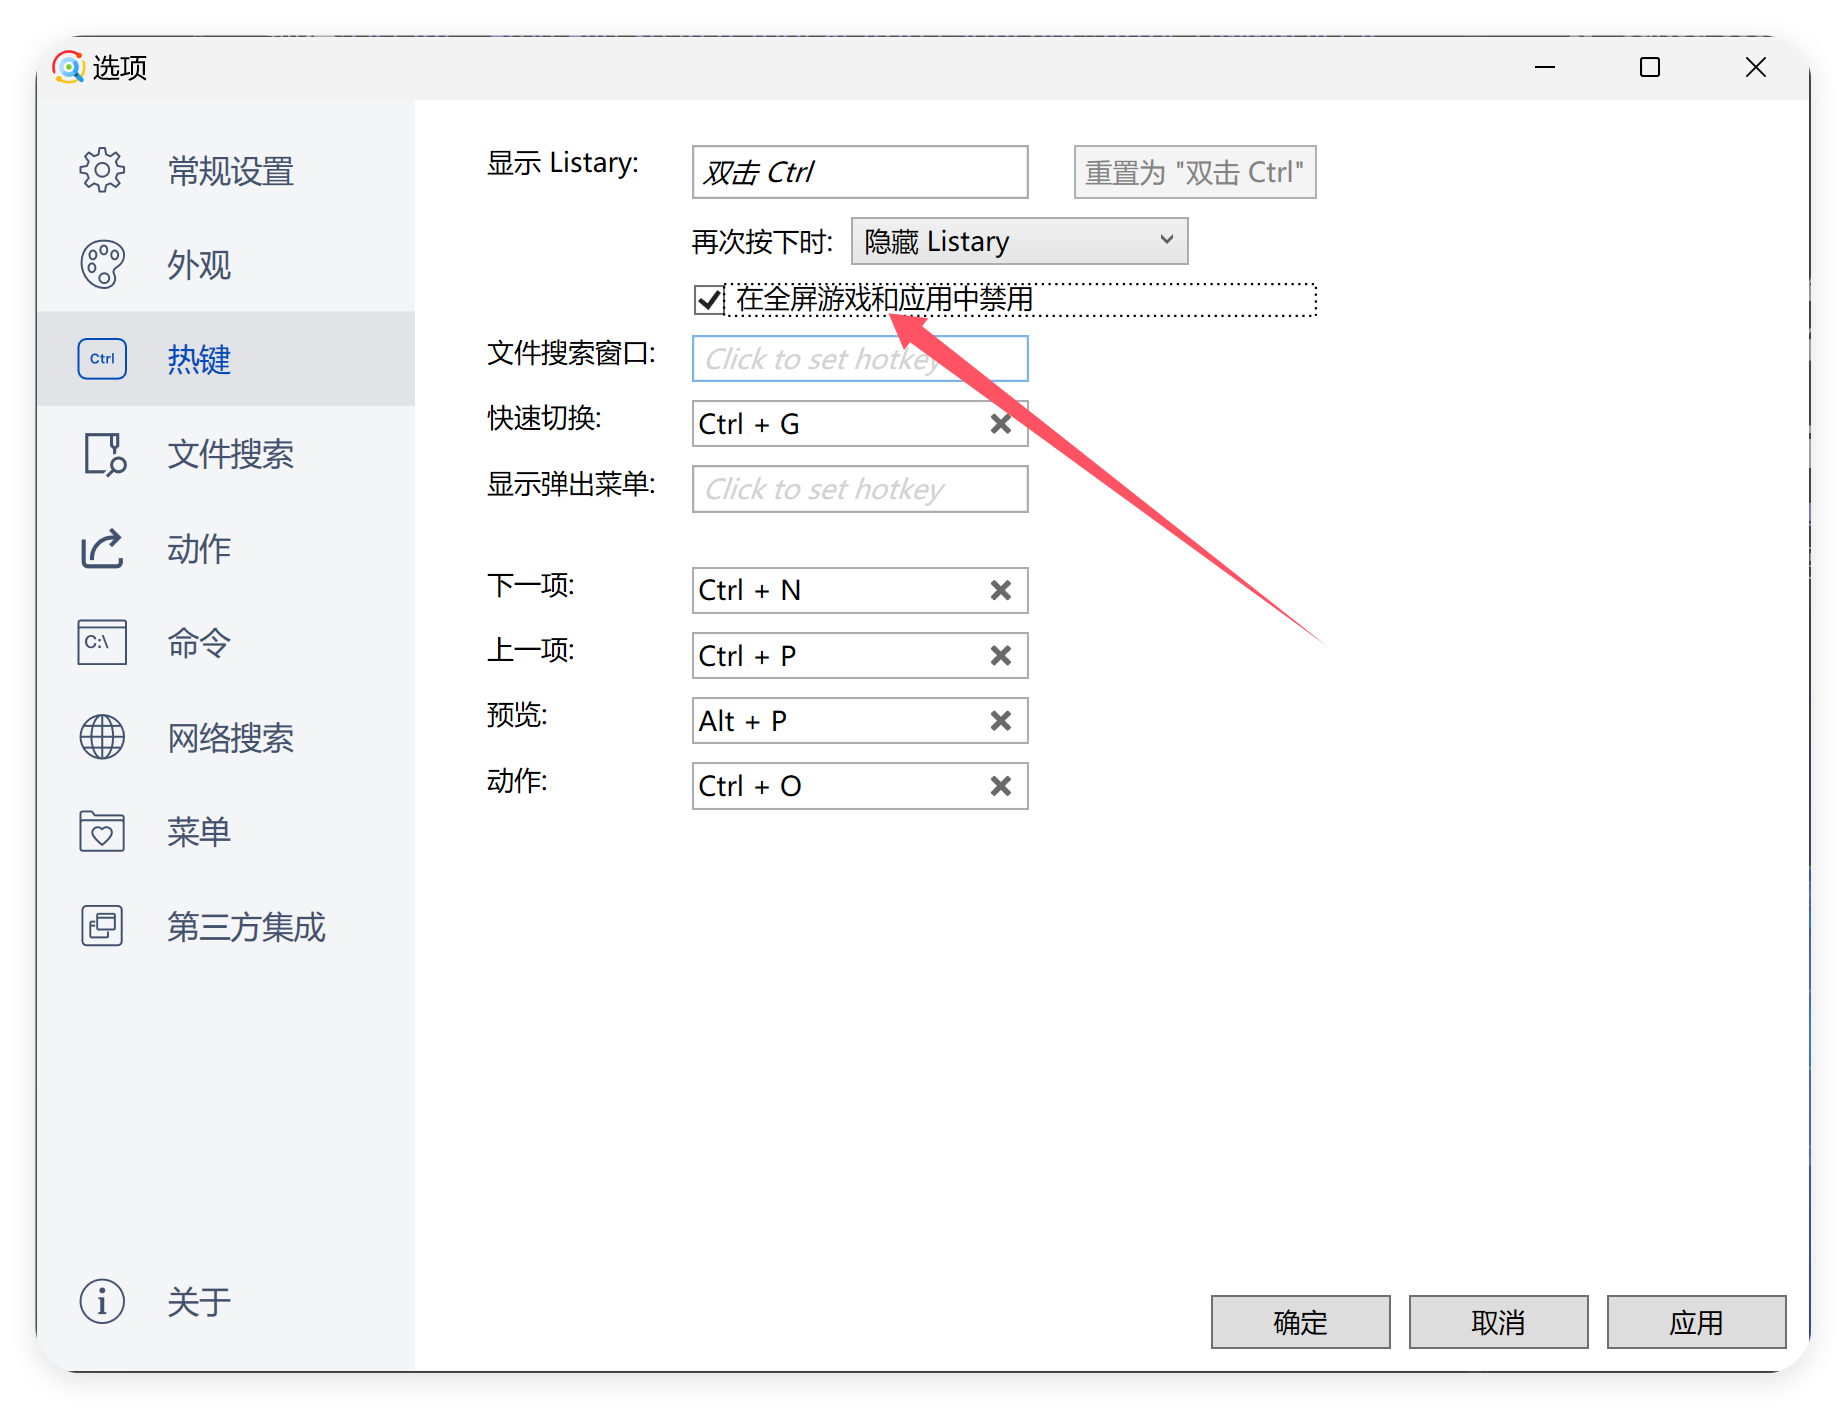 选项
常规设置
外观
Ctrl
热键
文件搜索
动作
C:\
命令
网络搜索
菜单
第三方集成
关于
显示 Listary:
双击 Ctrl
重置为 "双击 Ctrl"
再次按下时:
隐藏 Listary
在全屏游戏和应用中禁用
文件搜索窗口:
Click to set hotkey
快速切换:
Ctrl + G
显示弹出菜单:
Click to set hotkey
下一项:
Ctrl + N
上一项:
Ctrl + P
预览:
Alt + P
动作:
Ctrl + O
确定
取消
应用